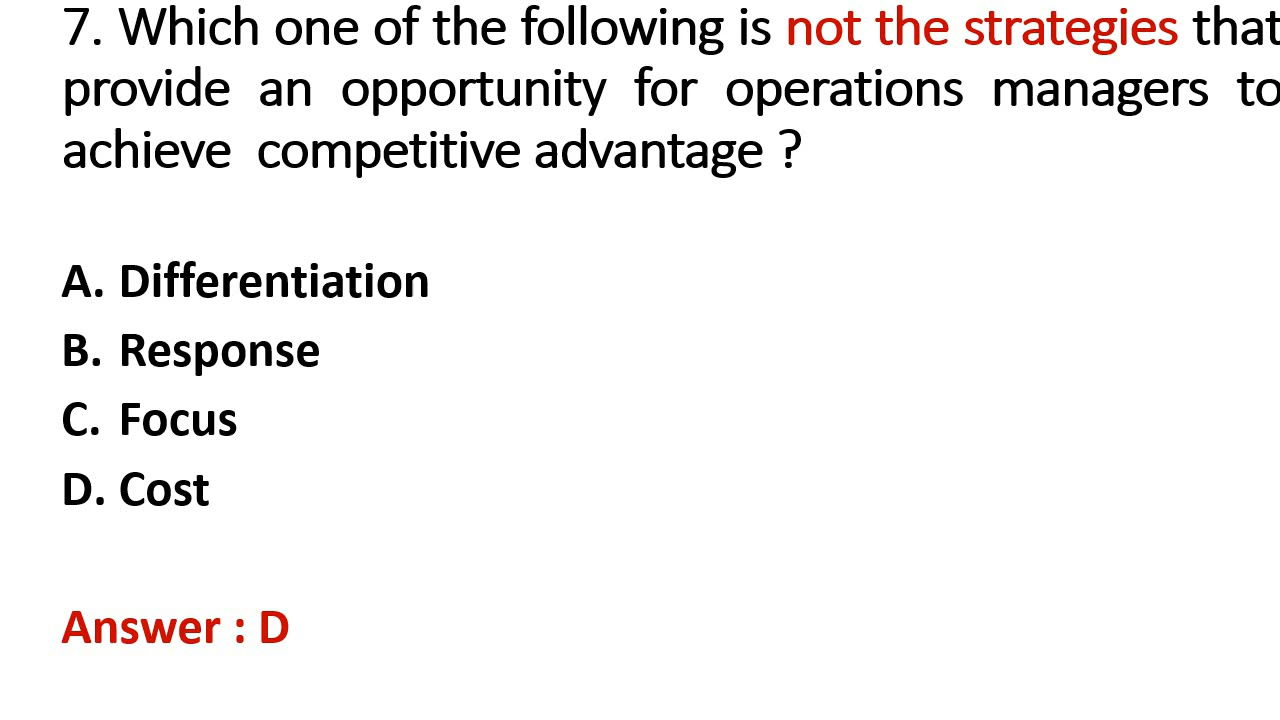 7. Which one of the following is not the strategies that
provide an opportunity for operations managers to
achieve competitive advantage ?
A. Differentiation
B. Response
C. Focus
D. Cost
Answer : D